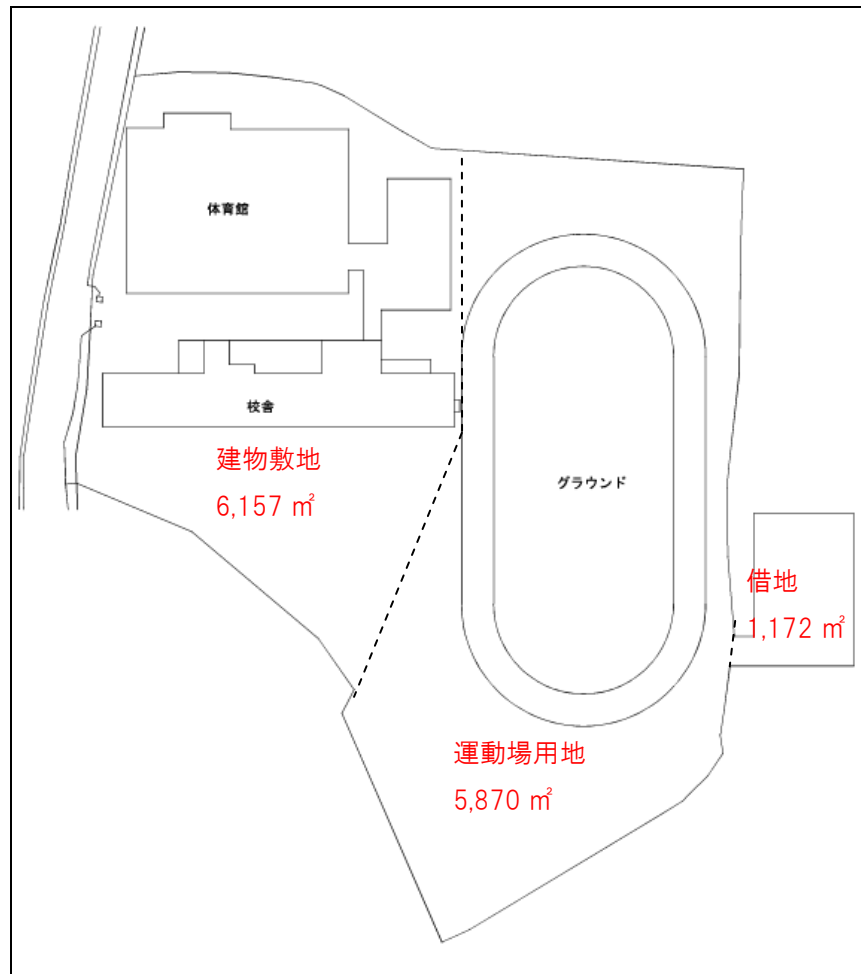 体育館
校舎
建物敷地
6,157 ㎡
グラウンド
借地
1,172 ㎡
運動場用地
5,870 ㎡